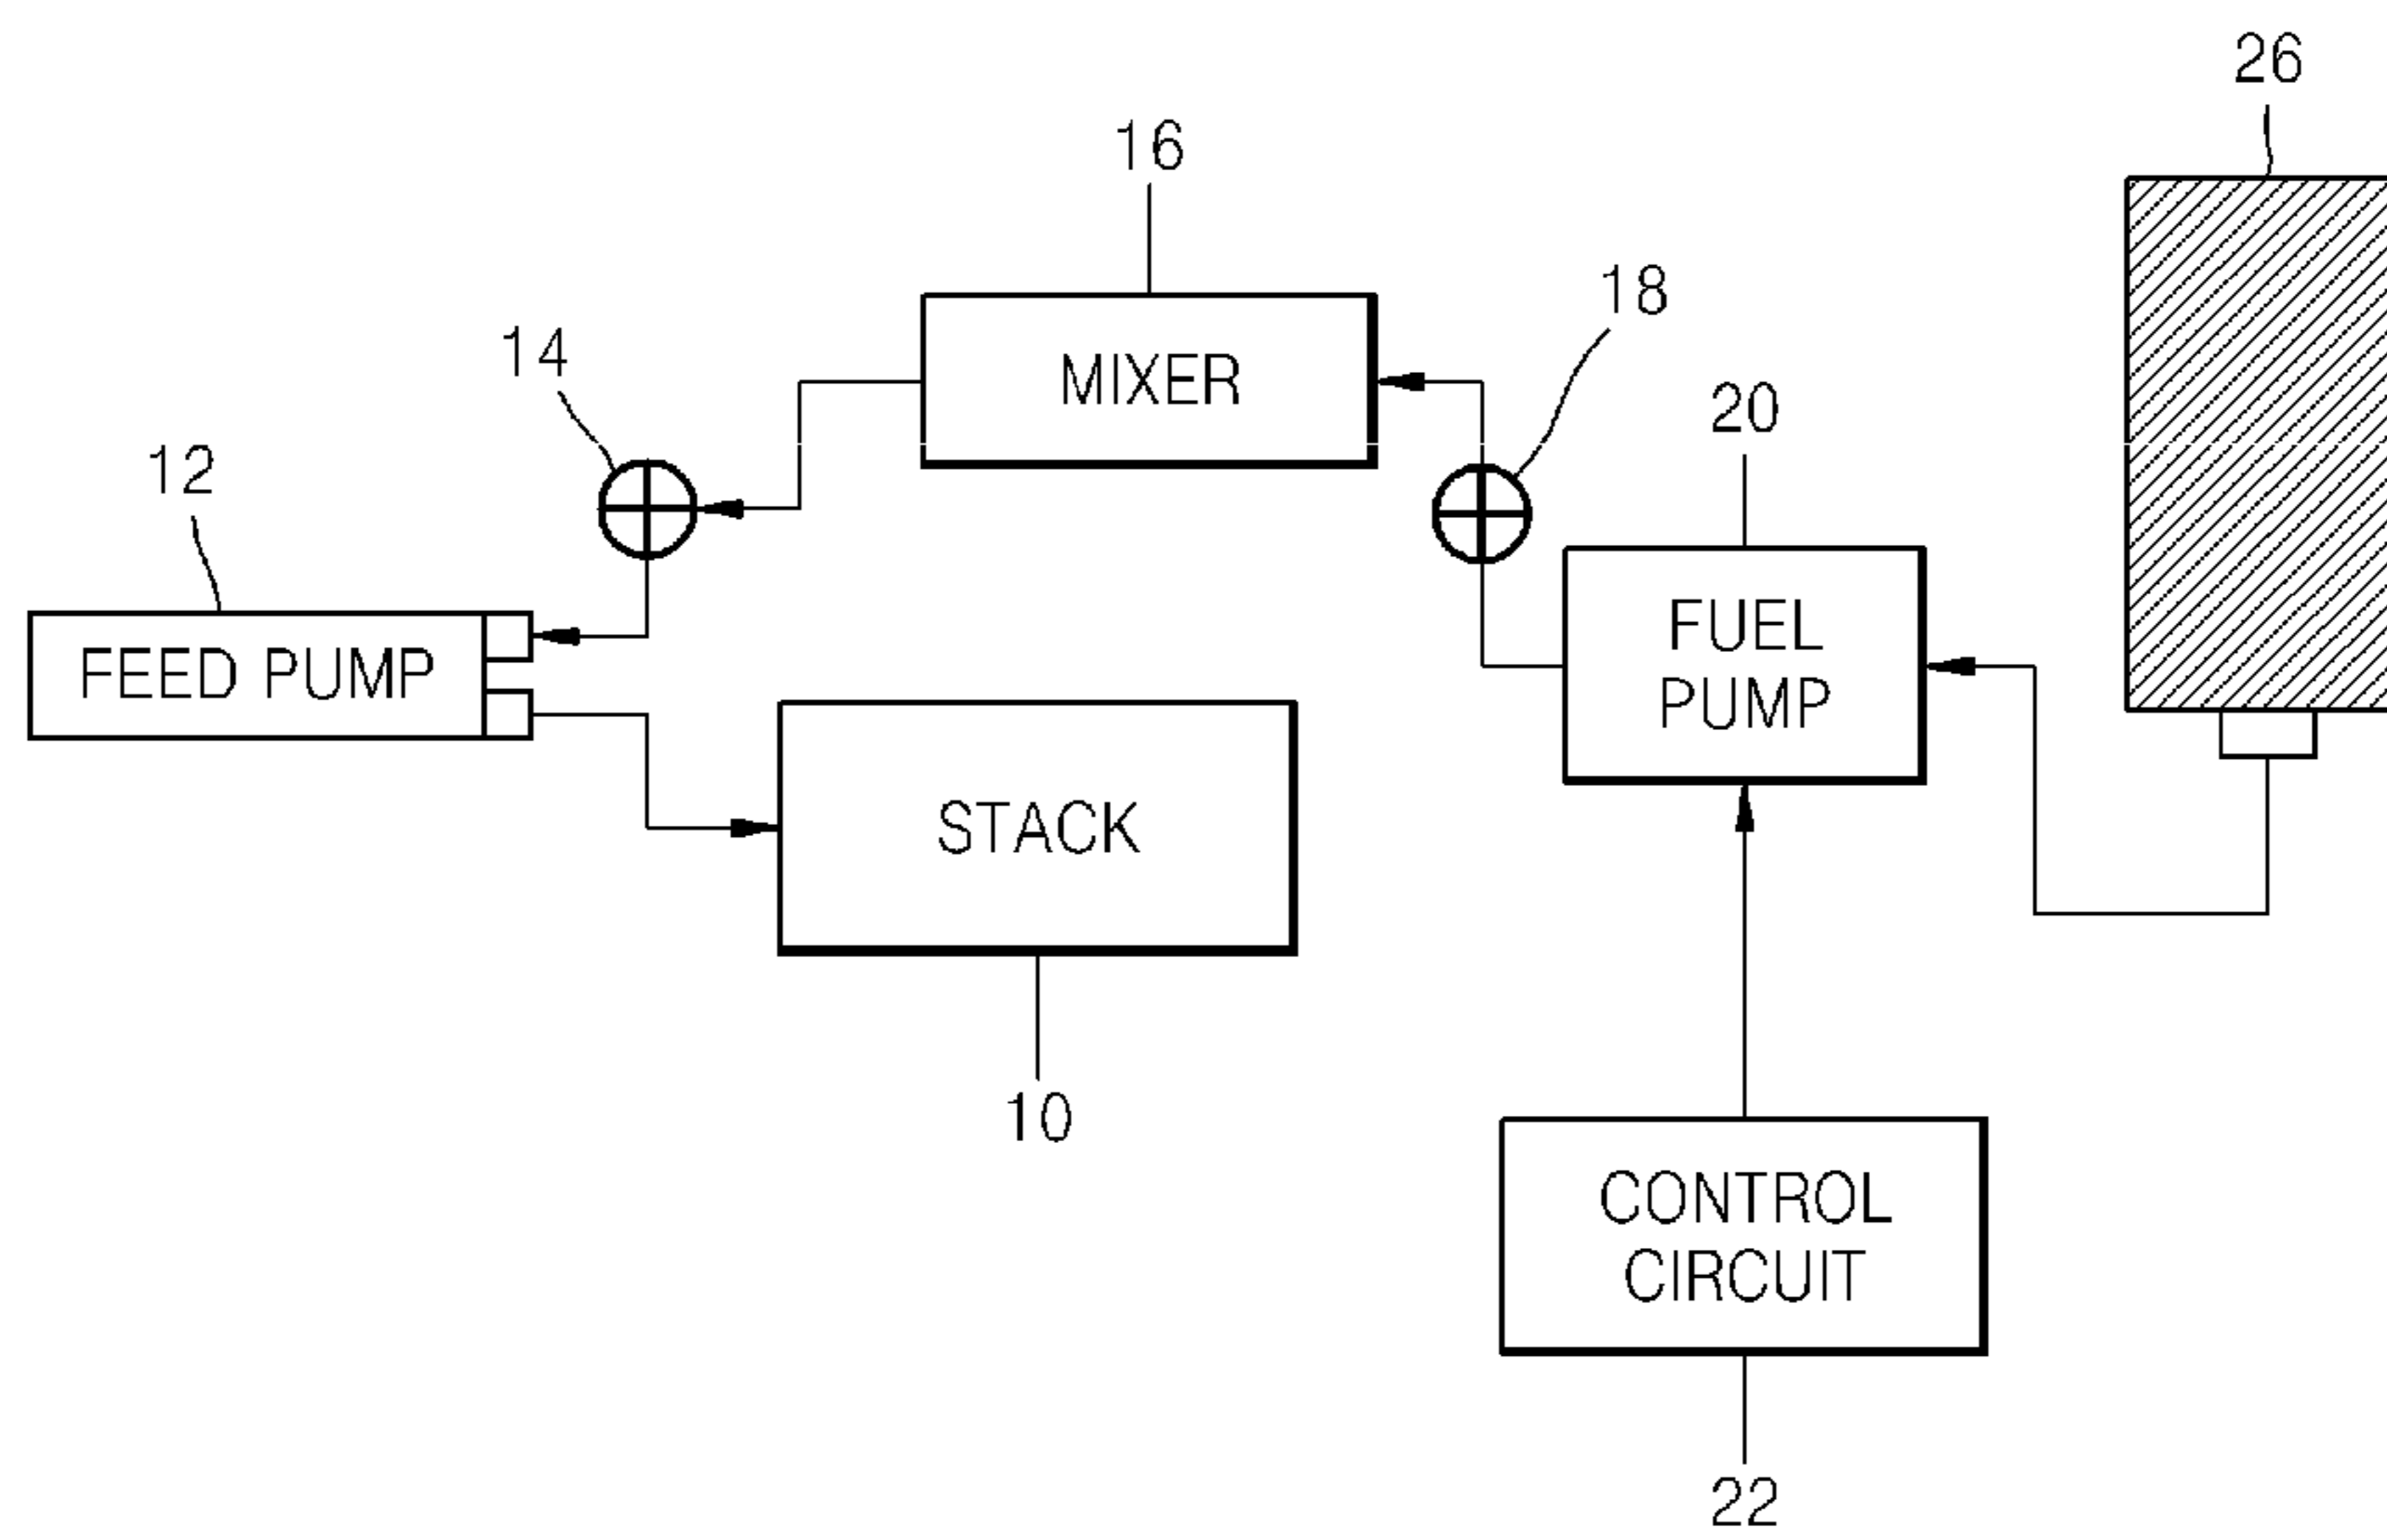 26
16
18
14
MIXER
20
12
FUEL
PUMP
FEED PUMP
STACK
10
CONTROL
CIRCUIT
22